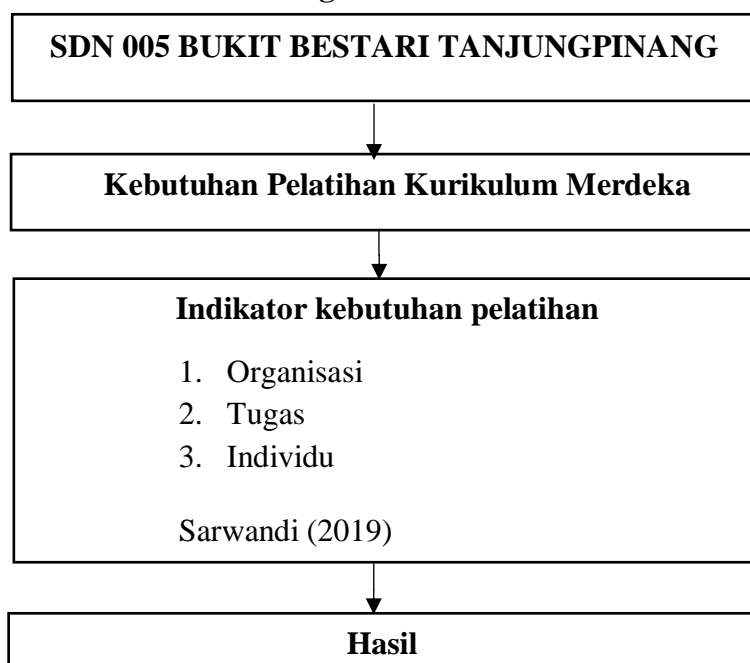 SDN 005 BUKIT BESTARI TANJUNGPINANG
Kebutuhan Pelatihan Kurikulum Merdeka
Indikator kebutuhan pelatihan
1. Organisasi
2. Tugas
3. Individu
Sarwandi (2019)
Hasil